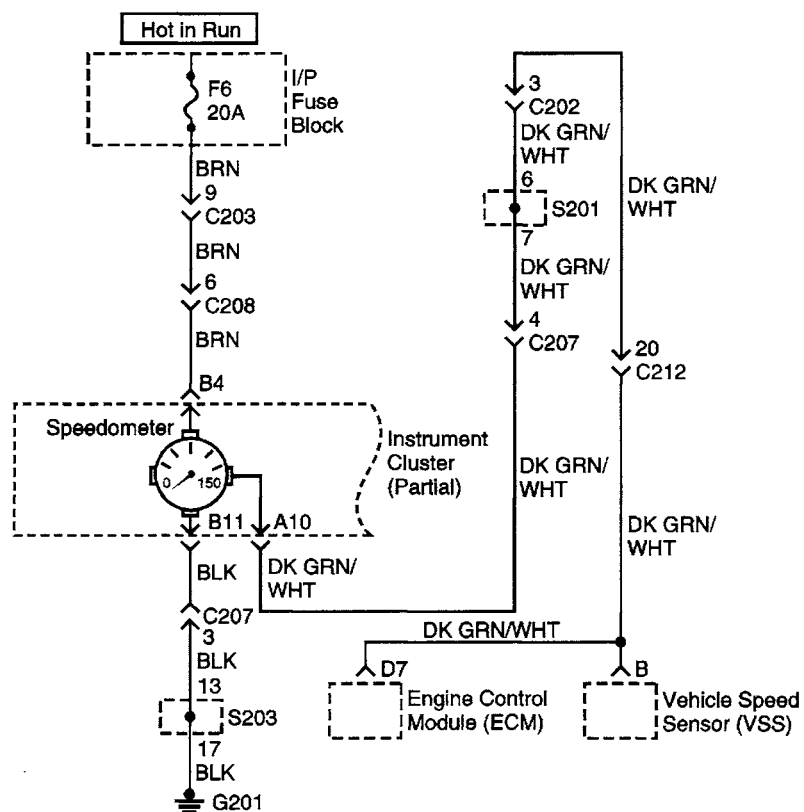 Hot in Run
F6
20A
I/P
Fuse
Block
BRN
9
C203
BRN
6
C208
BRN
B4
Speedometer
0
150
Instrument
Cluster
(Partial)
B11
A10
BLK
DK GRN/
WHT
C207
3
BLK
13
S203
17
BLK
G201
3
C202
DK GRN/
WHT
6
S201
7
DK GRN/
WHT
4
C207
DK GRN/
WHT
DK GRN/
WHT
20
C212
DK GRN/
WHT
DK GRN/WHT
D7
Engine Control
Module (ECM)
B
Vehicle Speed
Sensor (VSS)